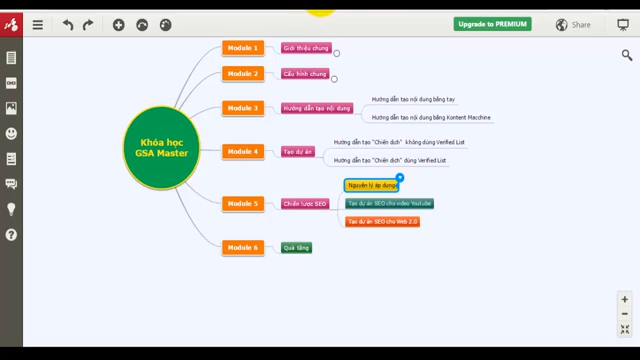 Upgrade to PREMIUM
Share
Khóa học
GSA Master
Module 1
Giới thiệu chung
Module 2
Cấu hình chung
Module 3
Hướng dẫn tạo nội dung
Hướng dẫn tạo nội dung bằng tay
Hướng dẫn tạo nội dung bằng Kontent Macchine
Module 4
Tạo dự án
Hướng dẫn tạo "Chiến dịch" không dùng Verified List
Hướng dẫn tạo "Chiến dịch" dùng Verified List
Module 5
Chiến lược SEO
Nguyên lý áp dụng
Tạo dự án SEO cho video Youtube
Tạo dự án SEO cho Web 2.0
Module 6
Quà tặng